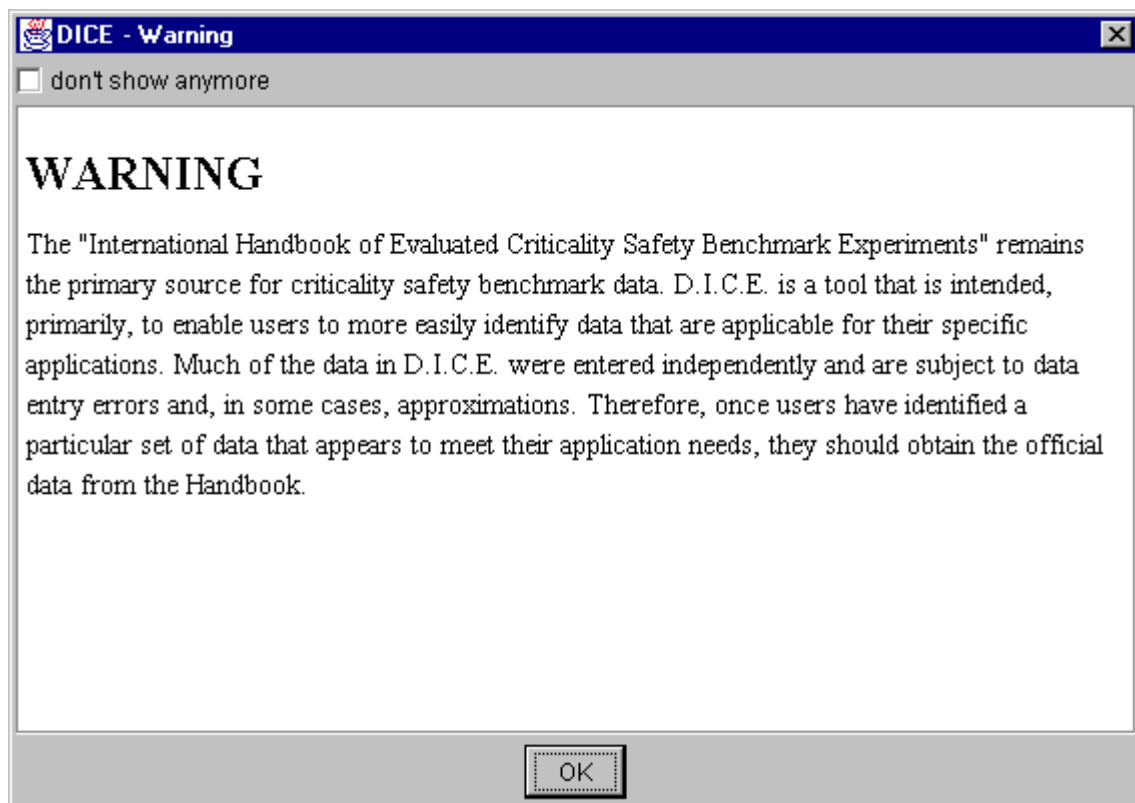 DICE - Warning
don't show anymore
WARNING
The "International Handbook of Evaluated Criticality Safety Benchmark Experiments" remains
the primary source for criticality safety benchmark data. D.I.C.E. is a tool that is intended,
primarily, to enable users to more easily identify data that are applicable for their specific
applications. Much of the data in D.I.C.E. were entered independently and are subject to data
entry errors and, in some cases, approximations. Therefore, once users have identified a
particular set of data that appears to meet their application needs, they should obtain the official
data from the Handbook.
OK